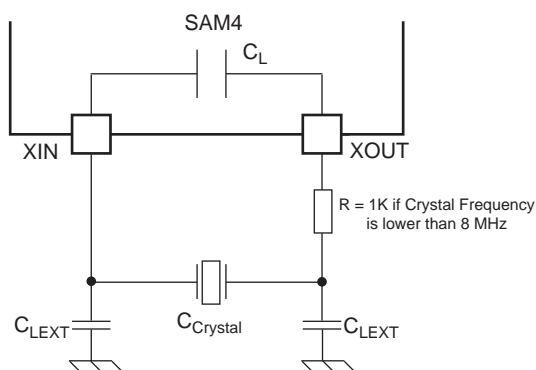 SAM4
CL
XIN
XOUT
R = 1K if Crystal Frequency
is lower than 8 MHz
CLEXT
CCrystal
CLEXT